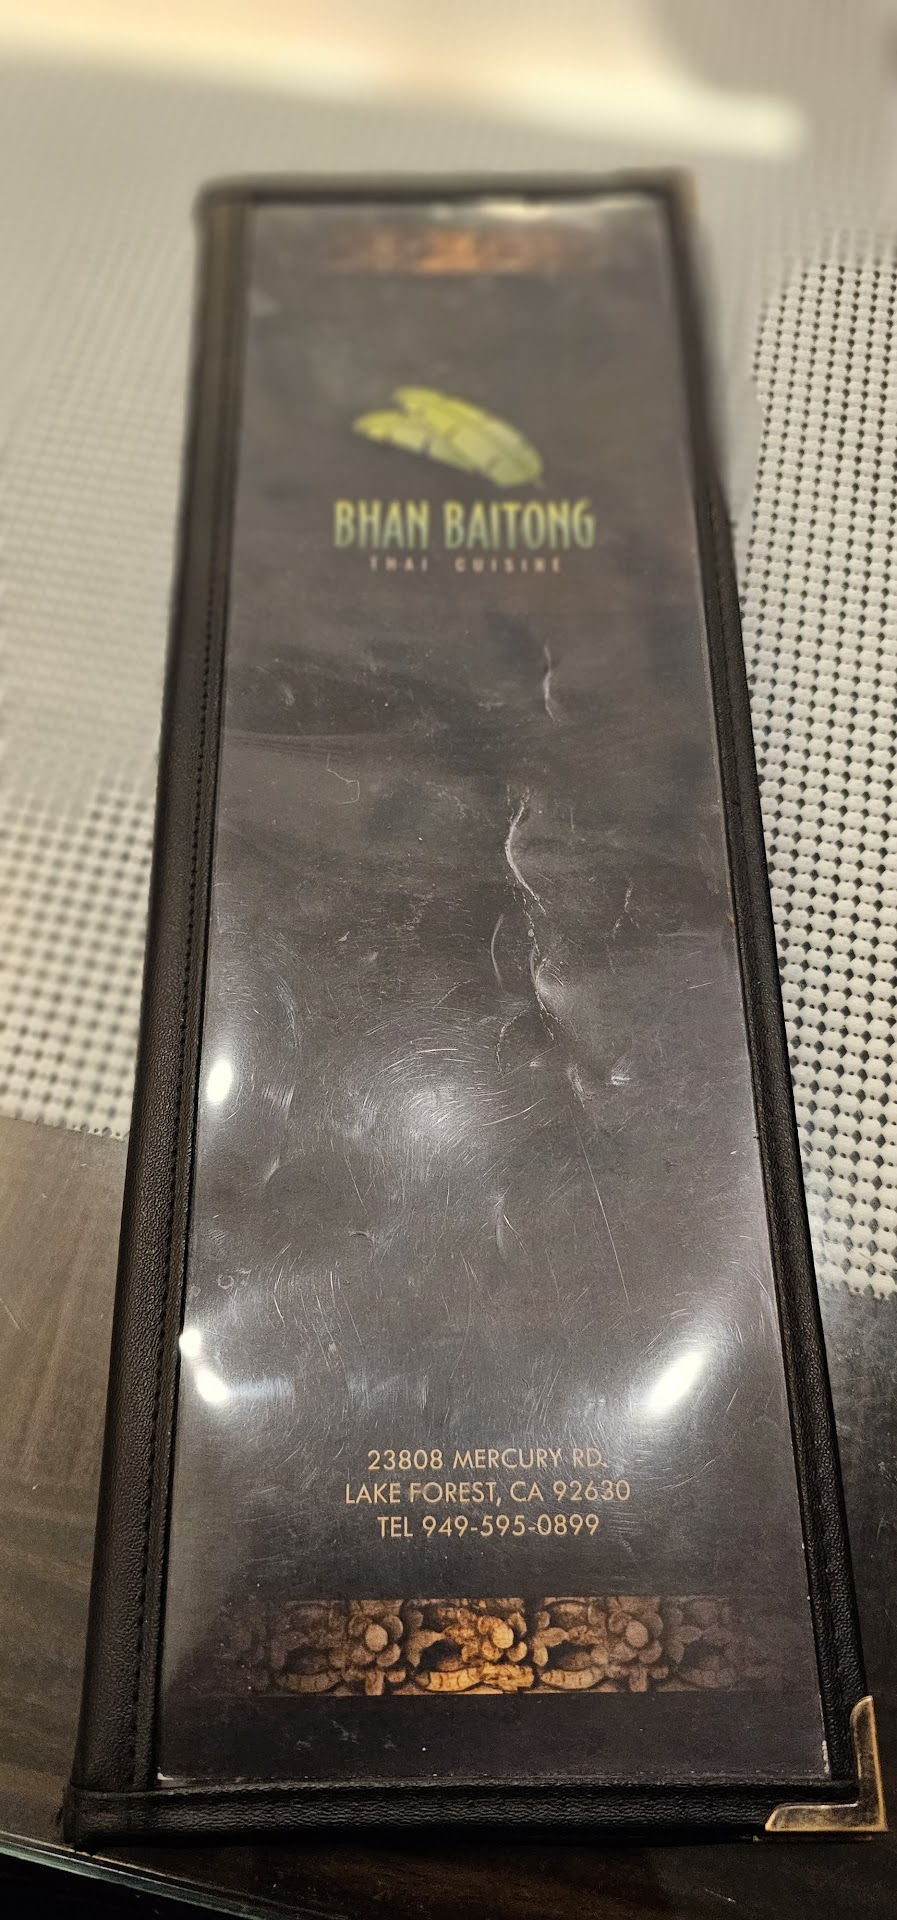 BHAN BAITONG
THAI CUISINE
23808 MERCURY RD.
LAKE FOREST, CA 92630
TEL 949-595-0899